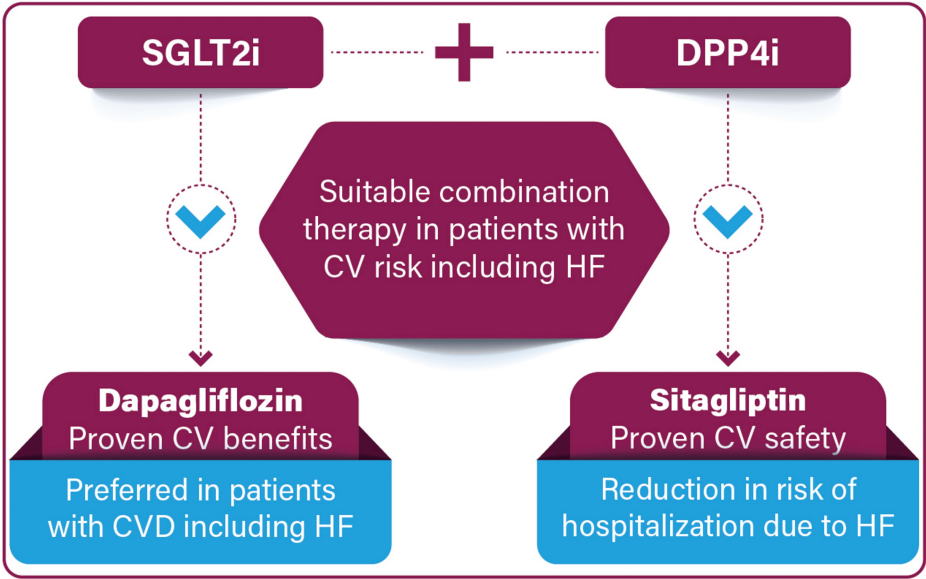 SGLT2i
DPP4i
Suitable combination
therapy in patients with
CV risk including HF
Dapagliflozin
Proven CV benefits
Preferred in patients
with CVD including HF
Sitagliptin
Proven CV safety
Reduction in risk of
hospitalization due to HF